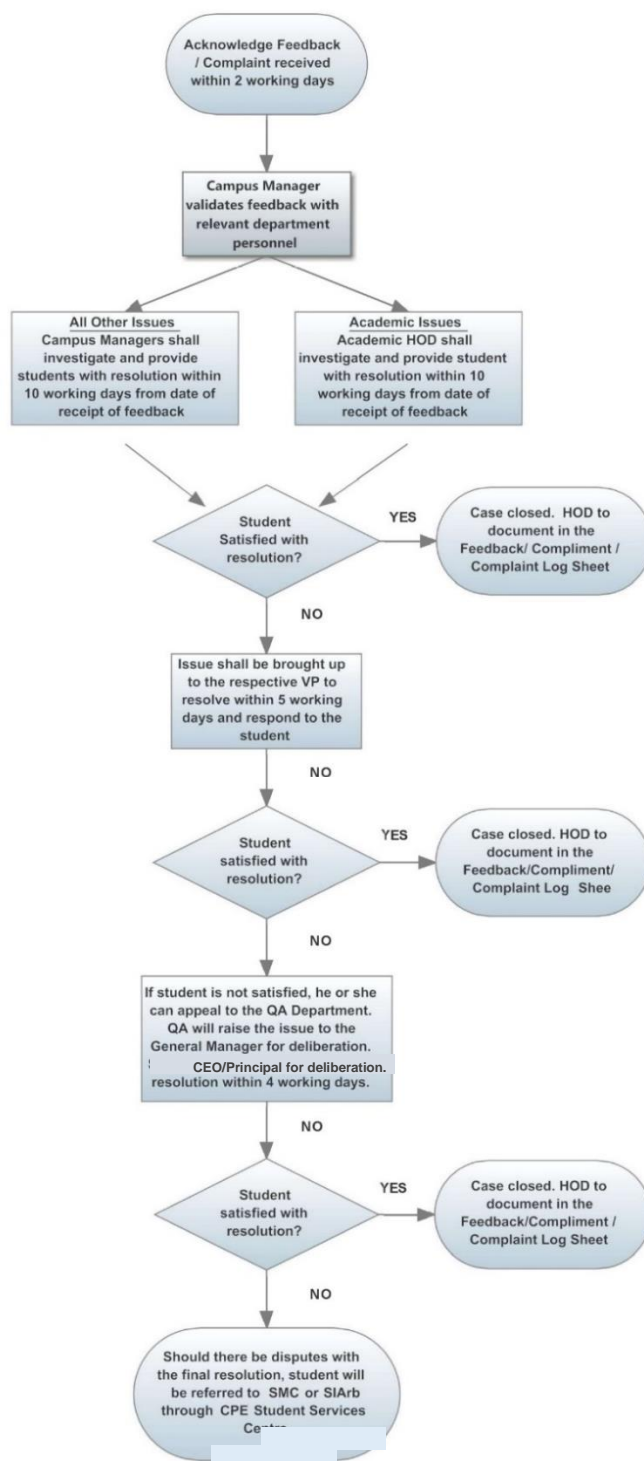 Acknowledge Feedback
/ Complaint received
within 2 working days
Campus Manager
validates feedback with
relevant department
personnel
All Other Issues
Campus Managers shall
investigate and provide
students with resolution within
10 working days from date of
receipt of feedback
Academic Issues
Academic HOD shall
investigate and provide student
with resolution within 10
working days from date of
receipt of feedback
Student
Satisfied with
resolution?
YES
Case closed. HOD to
document in the
Feedback/ Compliment /
Complaint Log Sheet
NO
Issue shall be brought up
to the respective VP to
resolve within 5 working
days and respond to the
student
NO
Student
satisfied with
resolution?
YES
Case closed. HOD to
document in the
Feedback/Compliment/
Complaint Log Shee
NO
If student is not satisfied, he or she
can appeal to the QA Department.
QA will raise the issue to the
General Manager for deliberation.
CEO/Principal for deliberation.
resolution within 4 working days.
NO
Student
satisfied with
resolution?
YES
Case closed. HOD to
document in the
Feedback/Compliment /
Complaint Log Sheet
NO
Should there be disputes with
the final resolution, student will
be referred to SMC or SIArb
through CPE Student Services